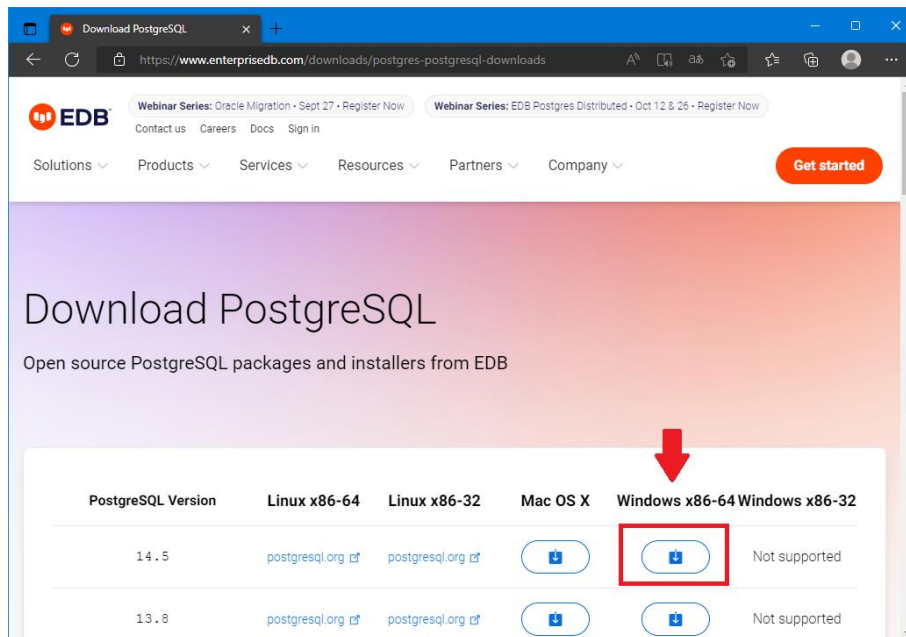 Download PostgreSQL
https://www.enterprisedb.com/downloads/postgres-postgresql-downloads
EDB
Webinar Series: Oracle Migration • Sept 27 • Register Now
Webinar Series: EDB Postgres Distributed • Oct 12 & 26 • Register Now
Contact us Careers Docs Sign in
Solutions Products Services Resources Partners Company Get started
Download PostgreSQL
Open source PostgreSQL packages and installers from EDB
PostgreSQL Version Linux x86-64 Linux x86-32 Mac OS X Windows x86-64 Windows x86-32
14.5 postgresql.org postgresql.org Not supported
13.8 postgresql.org postgresql.org Not supported